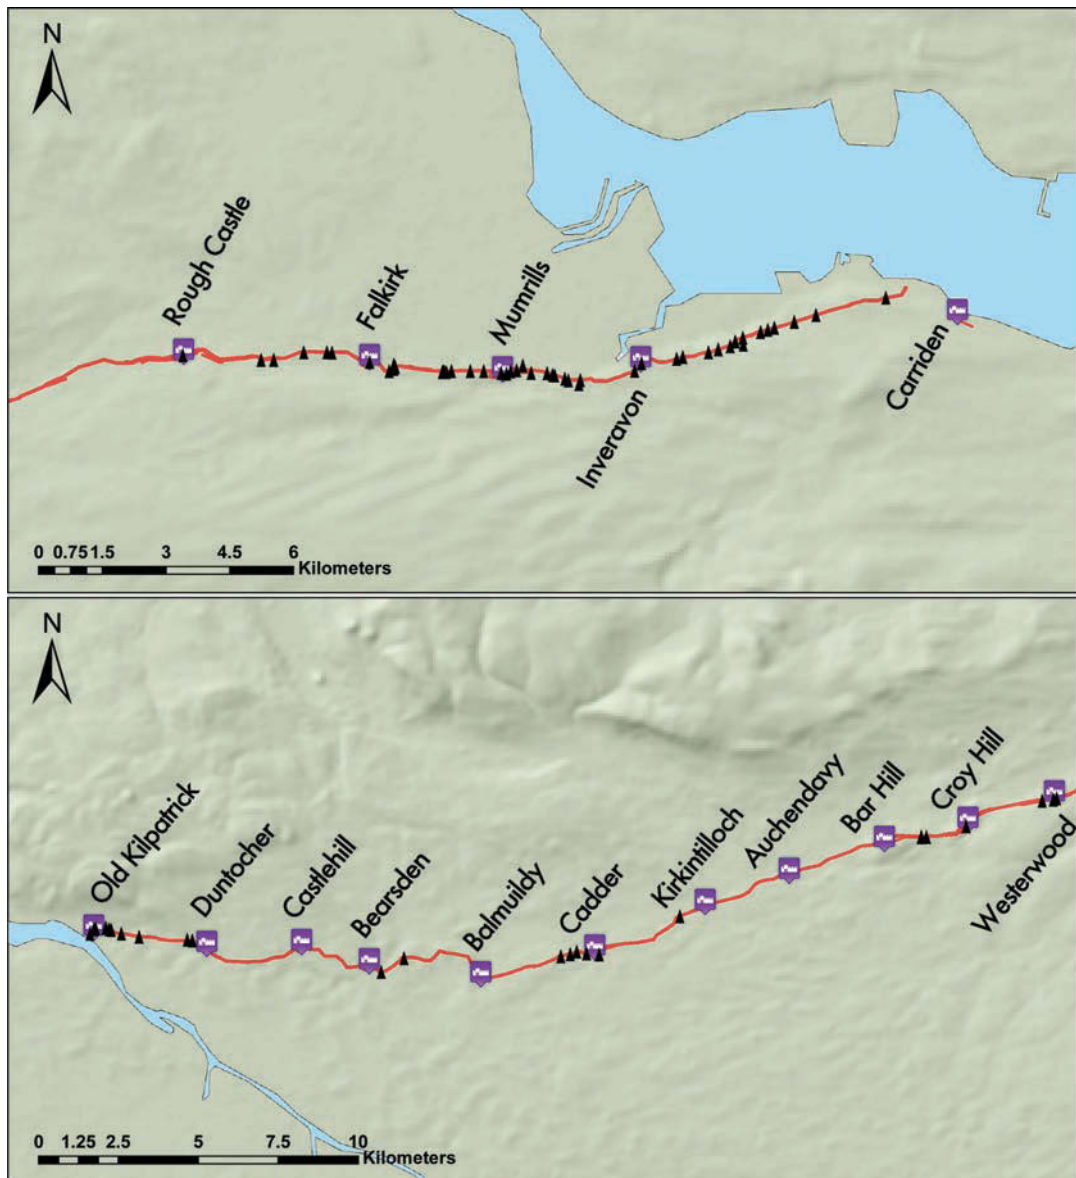 N
Rough Castle
Falkirk
Mumrills
Inveravon
Carriden
0 0.75 1.5 3 4.5 6
Kilometers
N
Old Kilpatrick
Duntocher
Castlehill
Bearsden
Balmuildy
Cadder
Kirkintilloch
Auchendavy
Bar Hill
Croy Hill
Westerwood
0 1.25 2.5 5 7.5 10
Kilometers